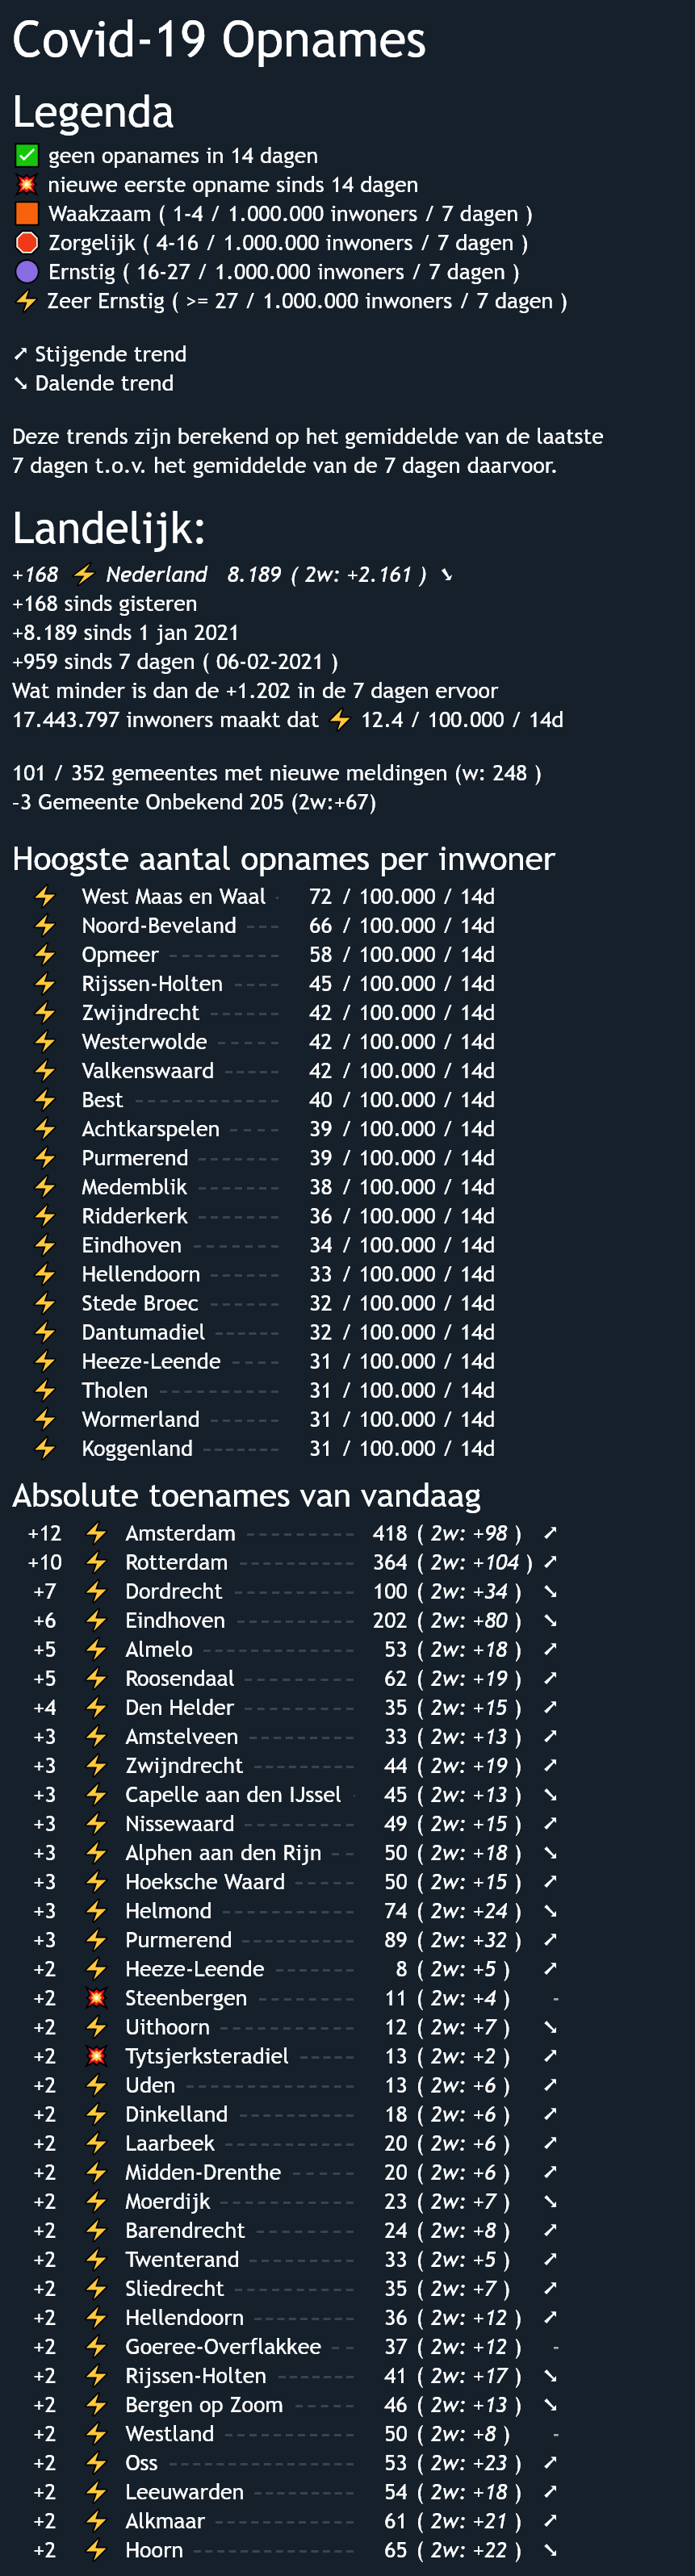 Covid-19 Opnames
Legenda
✅ geen opanames in 14 dagen
💥 nieuwe eerste opname sinds 14 dagen
🟧 Waakzaam ( 1-4 / 1.000.000 inwoners / 7 dagen )
🛑 Zorgelijk ( 4-16 / 1.000.000 inwoners / 7 dagen )
🟣 Ernstig ( 16-27 / 1.000.000 inwoners / 7 dagen )
⚡ Zeer Ernstig ( >= 27 / 1.000.000 inwoners / 7 dagen )
➚ Stijgende trend
➘ Dalende trend
Deze trends zijn berekend op het gemiddelde van de laatste
7 dagen t.o.v. het gemiddelde van de 7 dagen daarvoor.
Landelijk:
+168 ⚡ Nederland 8.189 ( 2w: +2.161 ) ➘
+168 sinds gisteren
+8.189 sinds 1 jan 2021
+959 sinds 7 dagen ( 06-02-2021 )
Wat minder is dan de +1.202 in de 7 dagen ervoor
17.443.797 inwoners maakt dat ⚡ 12.4 / 100.000 / 14d
101 / 352 gemeentes met nieuwe meldingen (w: 248 )
-3 Gemeente Onbekend 205 (2w:+67)
Hoogste aantal opnames per inwoner
⚡ West Maas en Waal - 72 / 100.000 / 14d
⚡ Noord-Beveland --- 66 / 100.000 / 14d
⚡ Opmeer ---------- 58 / 100.000 / 14d
⚡ Rijssen-Holten ---- 45 / 100.000 / 14d
⚡ Zwijndrecht ------ 42 / 100.000 / 14d
⚡ Westerwolde ----- 42 / 100.000 / 14d
⚡ Valkenswaard ----- 42 / 100.000 / 14d
⚡ Best ------------ 40 / 100.000 / 14d
⚡ Achtkarspelen ---- 39 / 100.000 / 14d
⚡ Purmerend ------- 39 / 100.000 / 14d
⚡ Medemblik ------- 38 / 100.000 / 14d
⚡ Ridderkerk ------- 36 / 100.000 / 14d
⚡ Eindhoven ------- 34 / 100.000 / 14d
⚡ Hellendoorn ------ 33 / 100.000 / 14d
⚡ Stede Broec ------ 32 / 100.000 / 14d
⚡ Dantumadiel ------ 32 / 100.000 / 14d
⚡ Heeze-Leende ---- 31 / 100.000 / 14d
⚡ Tholen ---------- 31 / 100.000 / 14d
⚡ Wormerland ------ 31 / 100.000 / 14d
⚡ Koggenland ------- 31 / 100.000 / 14d
Absolute toenames van vandaag
+12 ⚡ Amsterdam --------- 418 ( 2w: +98 ) ➚
+10 ⚡ Rotterdam ---------- 364 ( 2w: +104 ) ➚
+7 ⚡ Dordrecht ---------- 100 ( 2w: +34 ) ➘
+6 ⚡ Eindhoven ---------- 202 ( 2w: +80 ) ➘
+5 ⚡ Almelo ------------- 53 ( 2w: +18 ) ➚
+5 ⚡ Roosendaal --------- 62 ( 2w: +19 ) ➚
+4 ⚡ Den Helder --------- 35 ( 2w: +15 ) ➚
+3 ⚡ Amstelveen --------- 33 ( 2w: +13 ) ➚
+3 ⚡ Zwijndrecht --------- 44 ( 2w: +19 ) ➚
+3 ⚡ Capelle aan den IJssel - 45 ( 2w: +13 ) ➘
+3 ⚡ Nissewaard --------- 49 ( 2w: +15 ) ➚
+3 ⚡ Alphen aan den Rijn -- 50 ( 2w: +18 ) ➘
+3 ⚡ Hoeksche Waard ----- 50 ( 2w: +15 ) ➚
+3 ⚡ Helmond ----------- 74 ( 2w: +24 ) ➘
+3 ⚡ Purmerend --------- 89 ( 2w: +32 ) ➚
+2 ⚡ Heeze-Leende ------- 8 ( 2w: +5 ) ➚
+2 💥 Steenbergen -------- 11 ( 2w: +4 ) -
+2 ⚡ Uithoorn ----------- 12 ( 2w: +7 ) ➘
+2 💥 Tytsjerksteradiel ----- 13 ( 2w: +2 ) ➚
+2 ⚡ Uden -------------- 13 ( 2w: +6 ) ➚
+2 ⚡ Dinkelland ---------- 18 ( 2w: +6 ) ➚
+2 ⚡ Laarbeek ----------- 20 ( 2w: +6 ) ➚
+2 ⚡ Midden-Drenthe ----- 20 ( 2w: +6 ) ➚
+2 ⚡ Moerdijk ----------- 23 ( 2w: +7 ) ➘
+2 ⚡ Barendrecht -------- 24 ( 2w: +8 ) ➚
+2 ⚡ Twenterand --------- 33 ( 2w: +5 ) ➚
+2 ⚡ Sliedrecht ---------- 35 ( 2w: +7 ) ➚
+2 ⚡ Hellendoorn -------- 36 ( 2w: +12 ) ➚
+2 ⚡ Goeree-Overflakkee -- 37 ( 2w: +12 ) -
+2 ⚡ Rijssen-Holten ------- 41 ( 2w: +17 ) ➘
+2 ⚡ Bergen op Zoom ----- 46 ( 2w: +13 ) ➘
+2 ⚡ Westland ----------- 50 ( 2w: +8 ) -
+2 ⚡ Oss --------------- 53 ( 2w: +23 ) ➚
+2 ⚡ Leeuwarden -------- 54 ( 2w: +18 ) ➚
+2 ⚡ Alkmaar ----------- 61 ( 2w: +21 ) ➚
+2 ⚡ Hoorn ------------- 65 ( 2w: +22 ) ➘